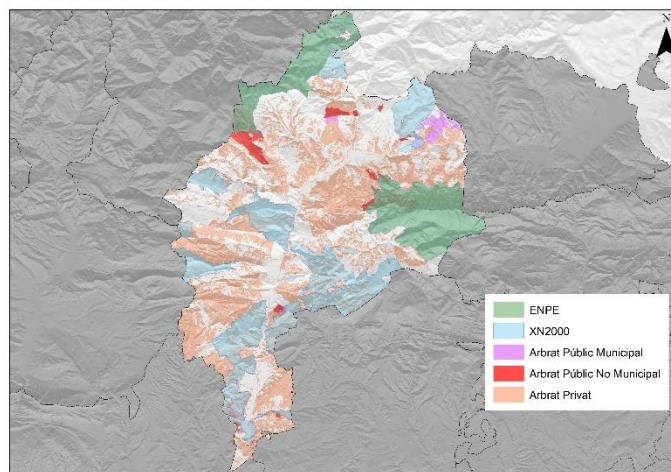 N
ENPE
XN2000
Arbrat Públic Municipal
Arbrat Públic No Municipal
Arbrat Privat